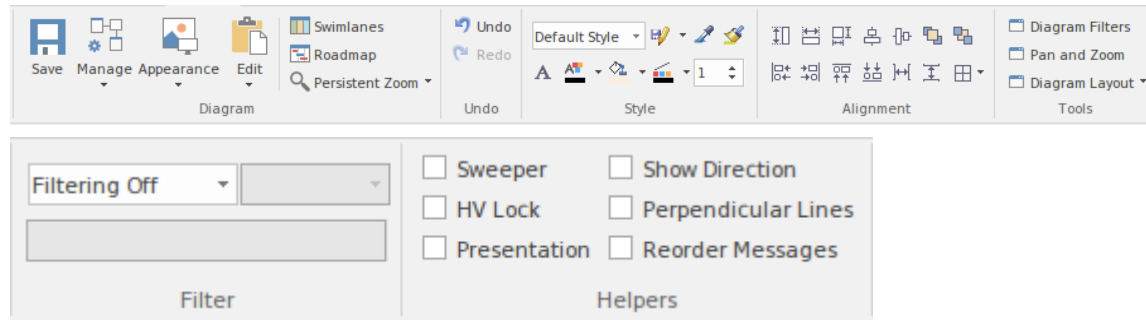 Save
Manage
Appearance
Edit
Swimlanes
Roadmap
Persistent Zoom
Diagram
Undo
Redo
Undo
Default Style
A
1
Style
Alignment
Diagram Filters
Pan and Zoom
Diagram Layout
Tools
Filtering Off
Filter
Sweeper
Show Direction
HV Lock
Perpendicular Lines
Presentation
Reorder Messages
Helpers